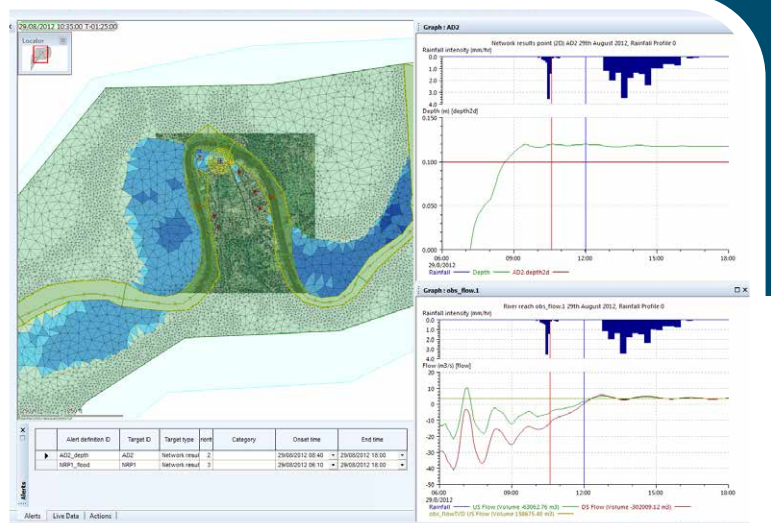 29/08/2012 10:35:00 T-01:25:00
Locator
Graph : AD2
Network results point (2D) AD2 29th August 2012, Rainfall Profile 0
Rainfall intensity (mm/hr)
0.0
1.0
2.0
3.0
4.0
Depth (m) [depth2d]
0.150
0.100
0.050
0.000
06:00 09:00 12:00 15:00 18:00
29/8/2012
Rainfall Depth AD2.depth2d
Graph : obs_flow.1
River reach obs_flow.1 29th August 2012, Rainfall Profile 0
Rainfall intensity (mm/hr)
0.0
1.0
2.0
3.0
4.0
Flow (m3/s) [flow]
20
10
0
-10
-20
-30
-40
-50
06:00 09:00 12:00 15:00 18:00
29/8/2012
Rainfall US Flow (Volume -63062.76 m3) DS Flow (Volume -302009.12 m3)
obs_flowTVD US Flow (Volume 158675.40 m3)
Alert definition ID Target ID Target type Category Onset time End time
AD2_depth AD2 Network resul 2 29/08/2012 08:40 29/08/2012 18:00
NRP1_flood NRP1 Network resul 3 29/08/2012 06:10 29/08/2012 18:00
Alerts
Alerts Live Data Actions